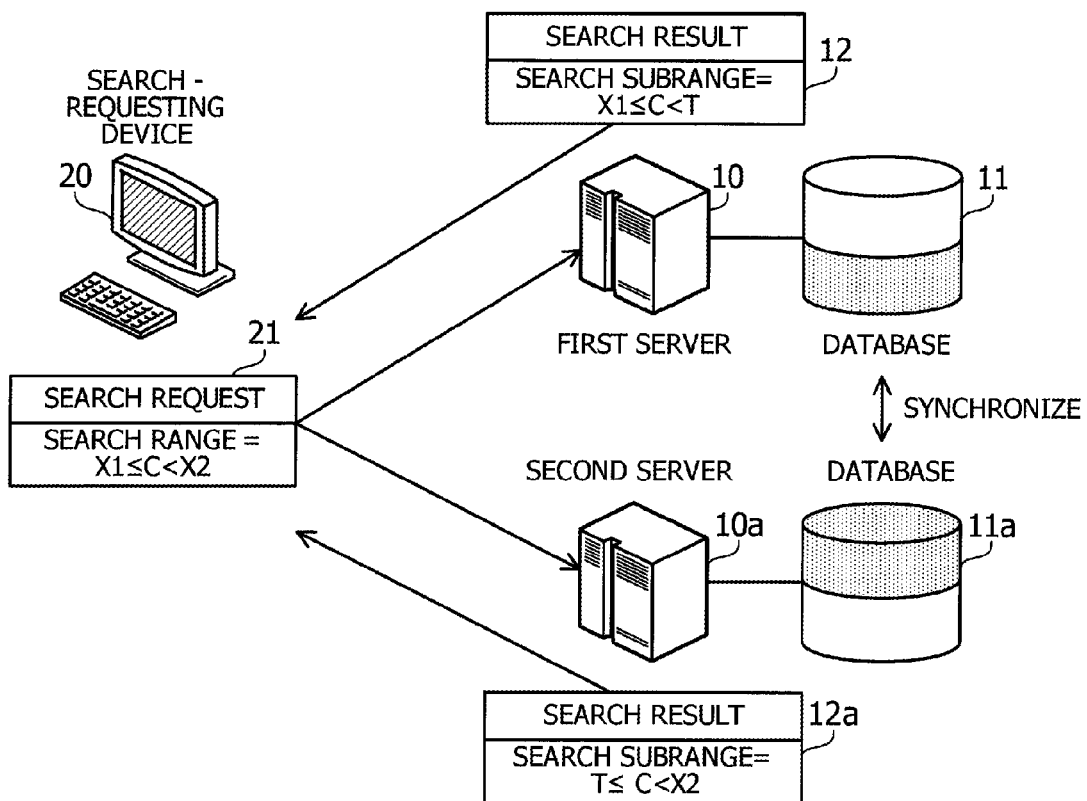 SEARCH RESULT
SEARCH SUBRANGE=
X1≤C<T
12
SEARCH -
REQUESTING
DEVICE
20
10
11
FIRST SERVER
DATABASE
21
SEARCH REQUEST
SEARCH RANGE =
X1≤C<X2
SYNCHRONIZE
SECOND SERVER
DATABASE
10a
11a
SEARCH RESULT
SEARCH SUBRANGE=
T≤ C<X2
12a